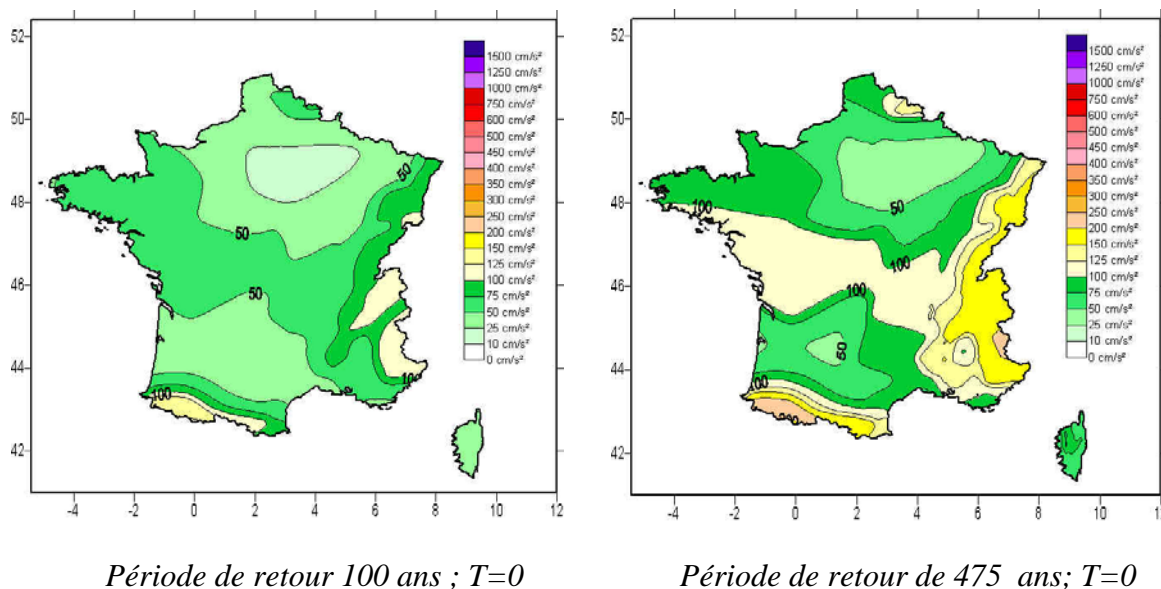 52
50
48
46
44
42
-4
-2
0
2
4
6
8
10
12
1500 cm/s²
1250 cm/s²
1000 cm/s²
750 cm/s²
600 cm/s²
500 cm/s²
450 cm/s²
400 cm/s²
350 cm/s²
300 cm/s²
250 cm/s²
200 cm/s²
150 cm/s²
125 cm/s²
100 cm/s²
75 cm/s²
50 cm/s²
25 cm/s²
10 cm/s²
0 cm/s²
50
50
50
100
100
Période de retour 100 ans ; T=0
52
50
48
46
44
42
-4
-2
0
2
4
6
8
10
1500 cm/s²
1250 cm/s²
1000 cm/s²
750 cm/s²
600 cm/s²
500 cm/s²
450 cm/s²
400 cm/s²
350 cm/s²
300 cm/s²
250 cm/s²
200 cm/s²
150 cm/s²
125 cm/s²
100 cm/s²
75 cm/s²
50 cm/s²
25 cm/s²
10 cm/s²
0 cm/s²
100
50
100
100
50
100
Période de retour de 475 ans; T=0